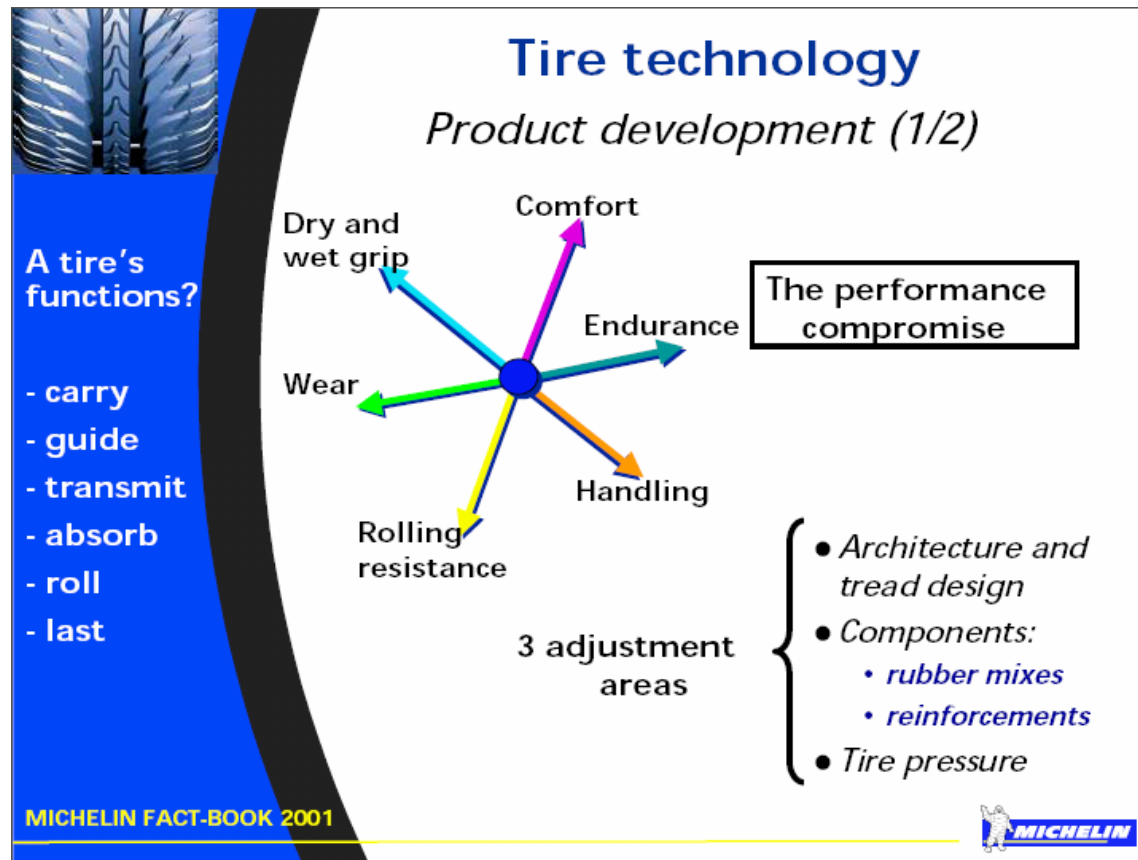 Tire technology
Product development (1/2)
A tire's
functions?
- carry
- guide
- transmit
- absorb
- roll
- last
Comfort
Dry and
wet grip
Endurance
Wear
Handling
Rolling
resistance
The performance
compromise
3 adjustment
areas
● Architecture and
tread design
● Components:
• rubber mixes
• reinforcements
● Tire pressure
MICHELIN FACT-BOOK 2001
MICHELIN